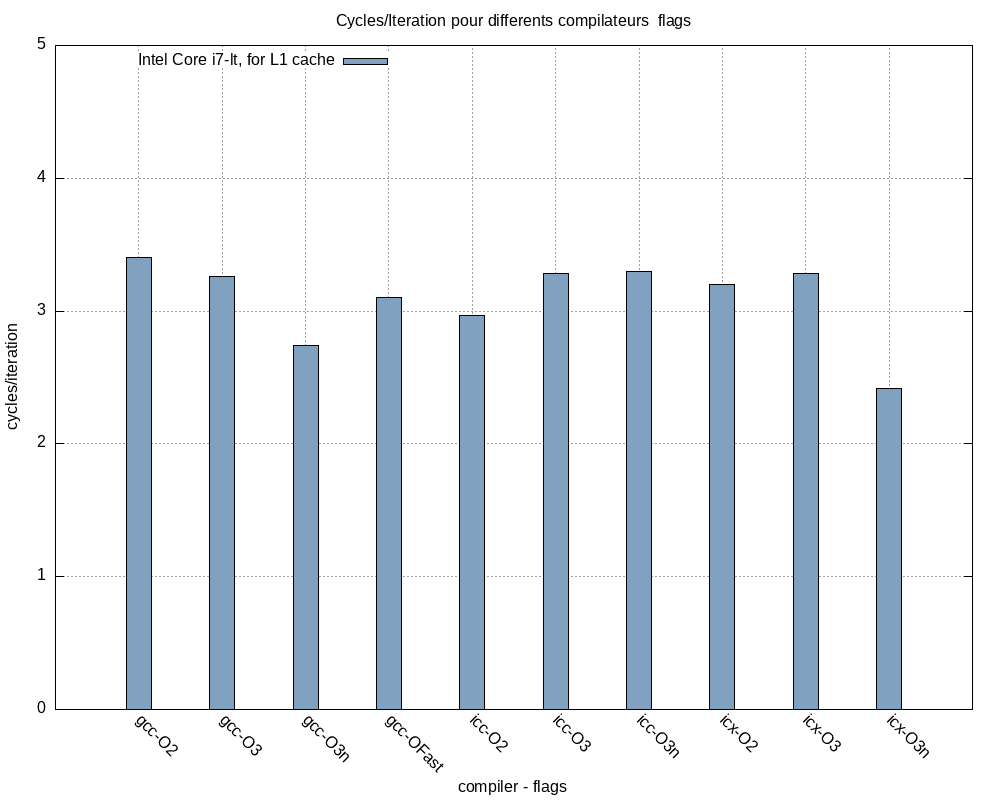 Cycles/Iteration pour differents compilateurs  flags
Intel Core i7-lt, for L1 cache
5
4
3
2
1
0
cycles/iteration
gcc-O2
gcc-O3
gcc-O3n
gcc-OFast
icc-O2
icc-O3
icc-O3n
icx-O2
icx-O3
icx-O3n
compiler - flags